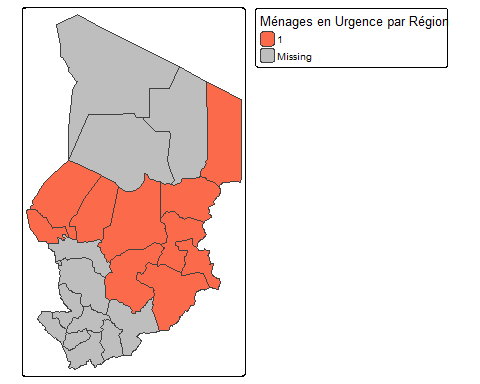 Ménages en Urgence par Région
1
Missing